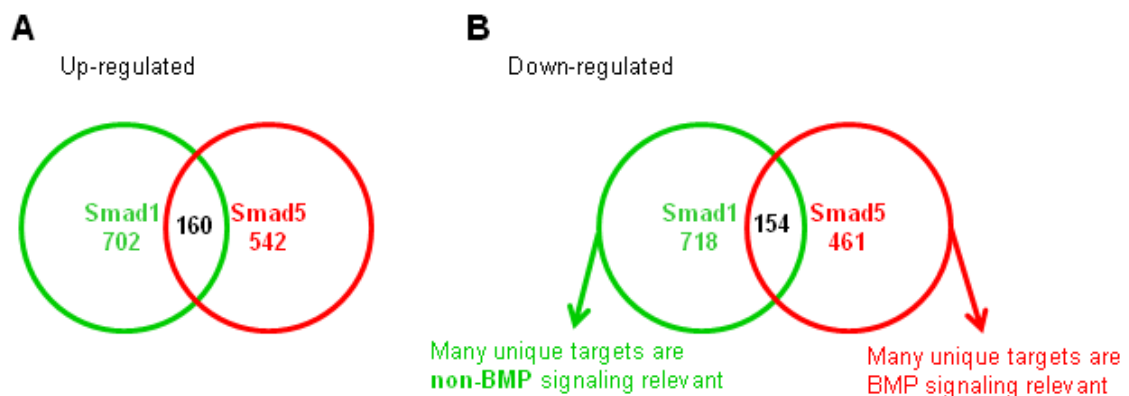 A
Up-regulated
Smad1
702
160
Smad5
542
B
Down-regulated
Smad1
718
154
Smad5
461
Many unique targets are
non-BMP signaling relevant
Many unique targets are
BMP signaling relevant